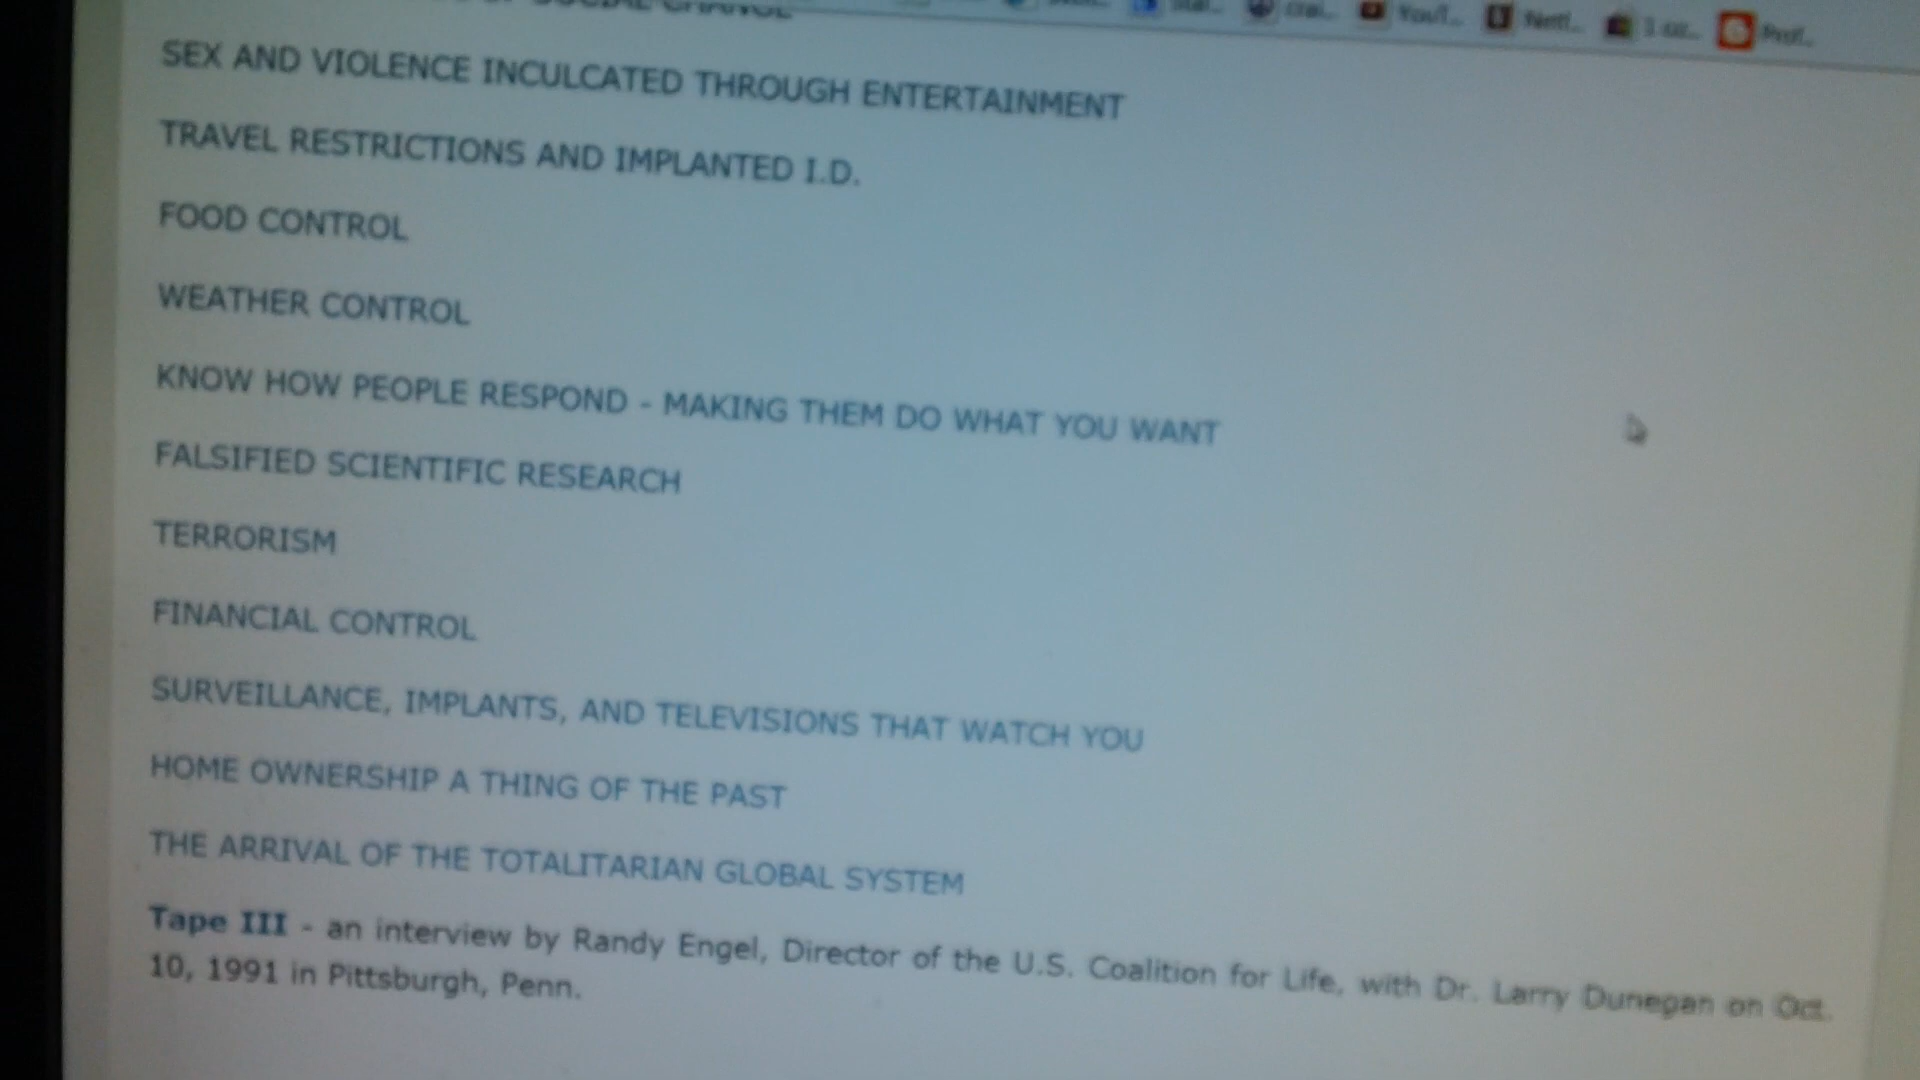 SOCIAL CHANGE
SEX AND VIOLENCE INCULCATED THROUGH ENTERTAINMENT
TRAVEL RESTRICTIONS AND IMPLANTED I.D.
FOOD CONTROL
WEATHER CONTROL
KNOW HOW PEOPLE RESPOND - MAKING THEM DO WHAT YOU WANT
FALSIFIED SCIENTIFIC RESEARCH
TERRORISM
FINANCIAL CONTROL
SURVEILLANCE, IMPLANTS, AND TELEVISIONS THAT WATCH YOU
HOME OWNERSHIP A THING OF THE PAST
THE ARRIVAL OF THE TOTALITARIAN GLOBAL SYSTEM
Tape III - an interview by Randy Engel, Director of the U.S. Coalition for Life, with Dr. Larry Dunegan on Oct.
10, 1991 in Pittsburgh, Penn.